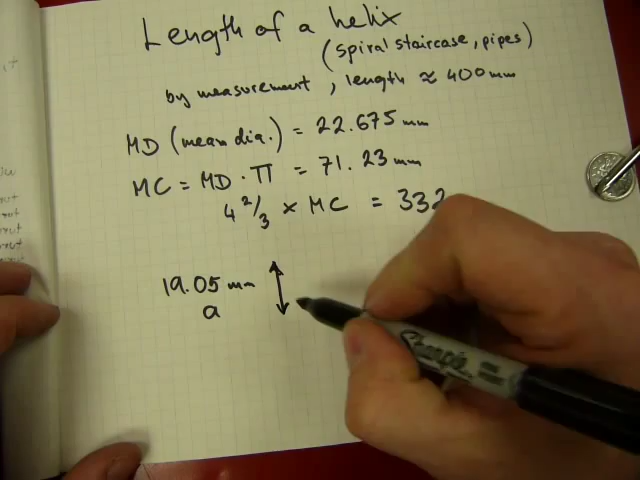 Length of a helix
(spiral staircase, pipes)
by measurement, length ≈ 400mm
MD (mean dia.) = 22.675 mm
MC = MD · π = 71.23 mm
4 2/3 × MC = 332
19.05 mm
a
Sharpie